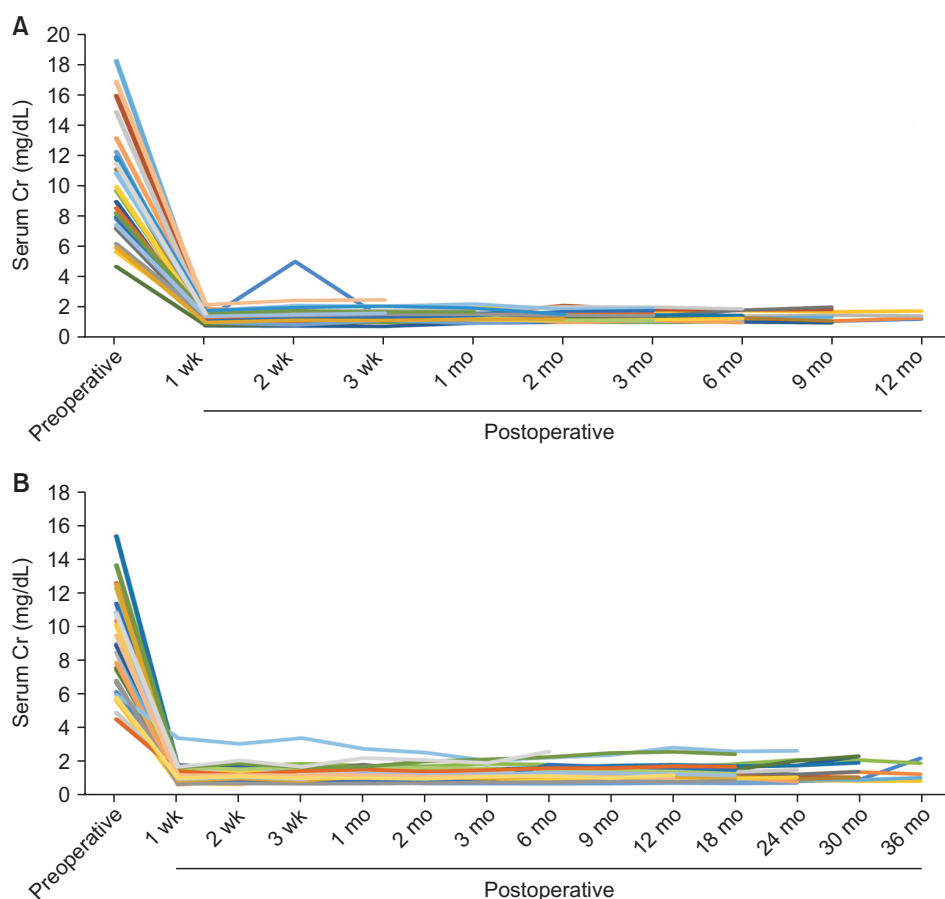 A
20
18
16
14
12
10
8
6
4
2
0
Serum Cr (mg/dL)
Preoperative
1 wk
2 wk
3 wk
1 mo
2 mo
3 mo
6 mo
9 mo
12 mo
Postoperative
B
18
16
14
12
10
8
6
4
2
0
Serum Cr (mg/dL)
Preoperative
1 wk
2 wk
3 wk
1 mo
2 mo
3 mo
6 mo
9 mo
12 mo
18 mo
24 mo
30 mo
36 mo
Postoperative